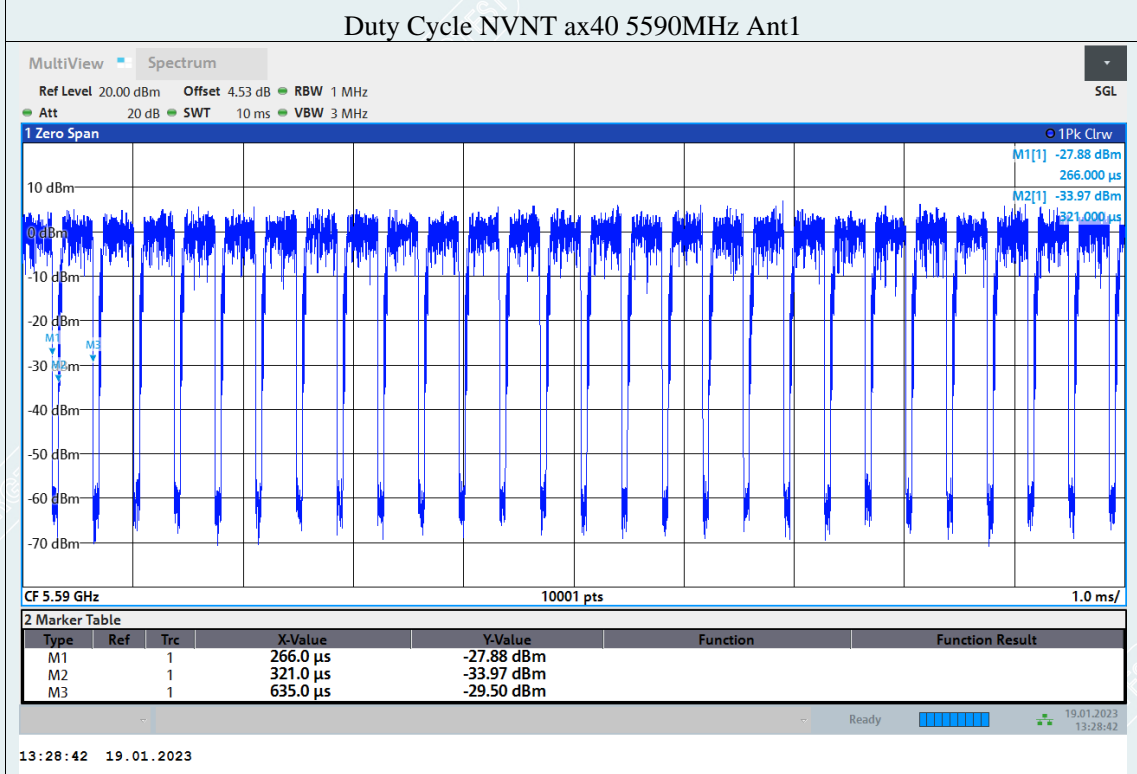 Duty Cycle NVNT ax40 5590MHz Ant1
MultiView Spectrum
Ref Level 20.00 dBm Offset 4.53 dB RBW 1 MHz SGL
Att 20 dB SWT 10 ms VBW 3 MHz
1 Zero Span 1Pk Clrw
M1[1] -27.88 dBm
266.000 µs
M2[1] -33.97 dBm
321.000 µs
10 dBm
0 dBm
-10 dBm
-20 dBm
M1
M3
-30 dBm
M2
-40 dBm
-50 dBm
-60 dBm
-70 dBm
CF 5.59 GHz 10001 pts 1.0 ms/
2 Marker Table
Type Ref Trc X-Value Y-Value Function Function Result
M1 1 266.0 µs -27.88 dBm
M2 1 321.0 µs -33.97 dBm
M3 1 635.0 µs -29.50 dBm
Ready 19.01.2023
13:28:42
13:28:42 19.01.2023